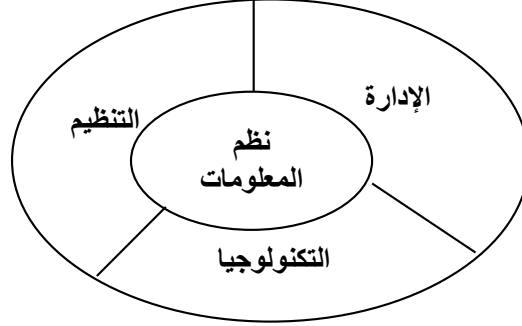 الإدارة
التنظيم
نظم
المعلومات
التكنولوجيا